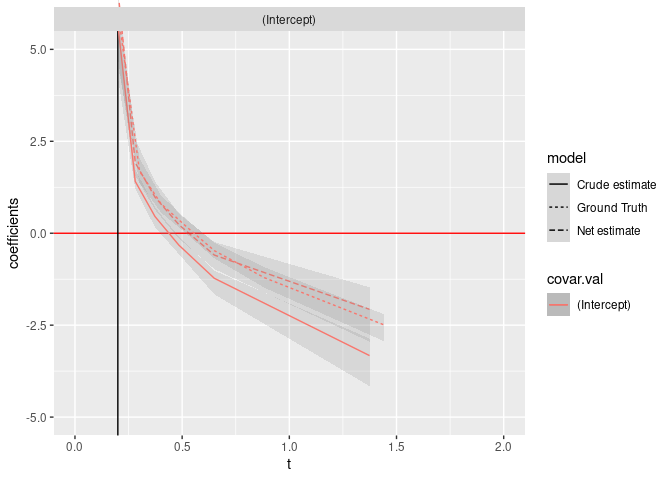 (Intercept)
5.0
2.5
0.0
-2.5
-5.0
coefficients
0.0 0.5 1.0 1.5 2.0
t
model
Crude estimate
Ground Truth
Net estimate
covar.val
(Intercept)